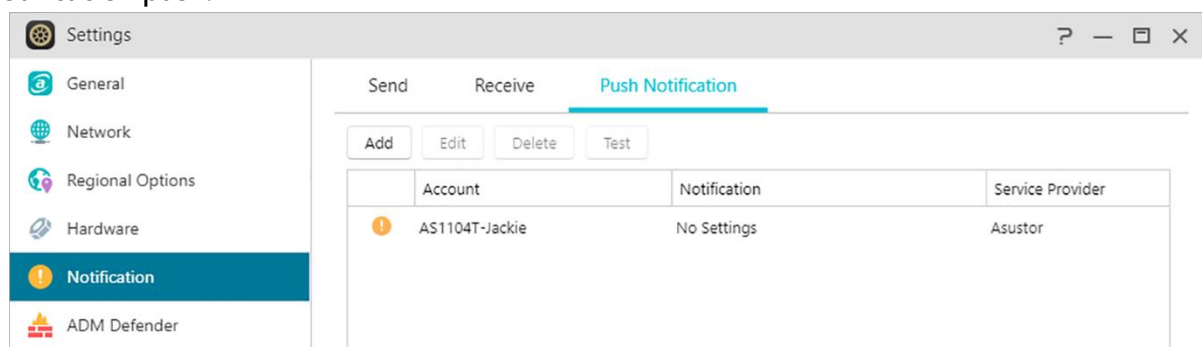 Settings
General
Network
Regional Options
Hardware
Notification
ADM Defender
Send Receive Push Notification
Add Edit Delete Test
Account Notification Service Provider
AS1104T-Jackie No Settings Asustor